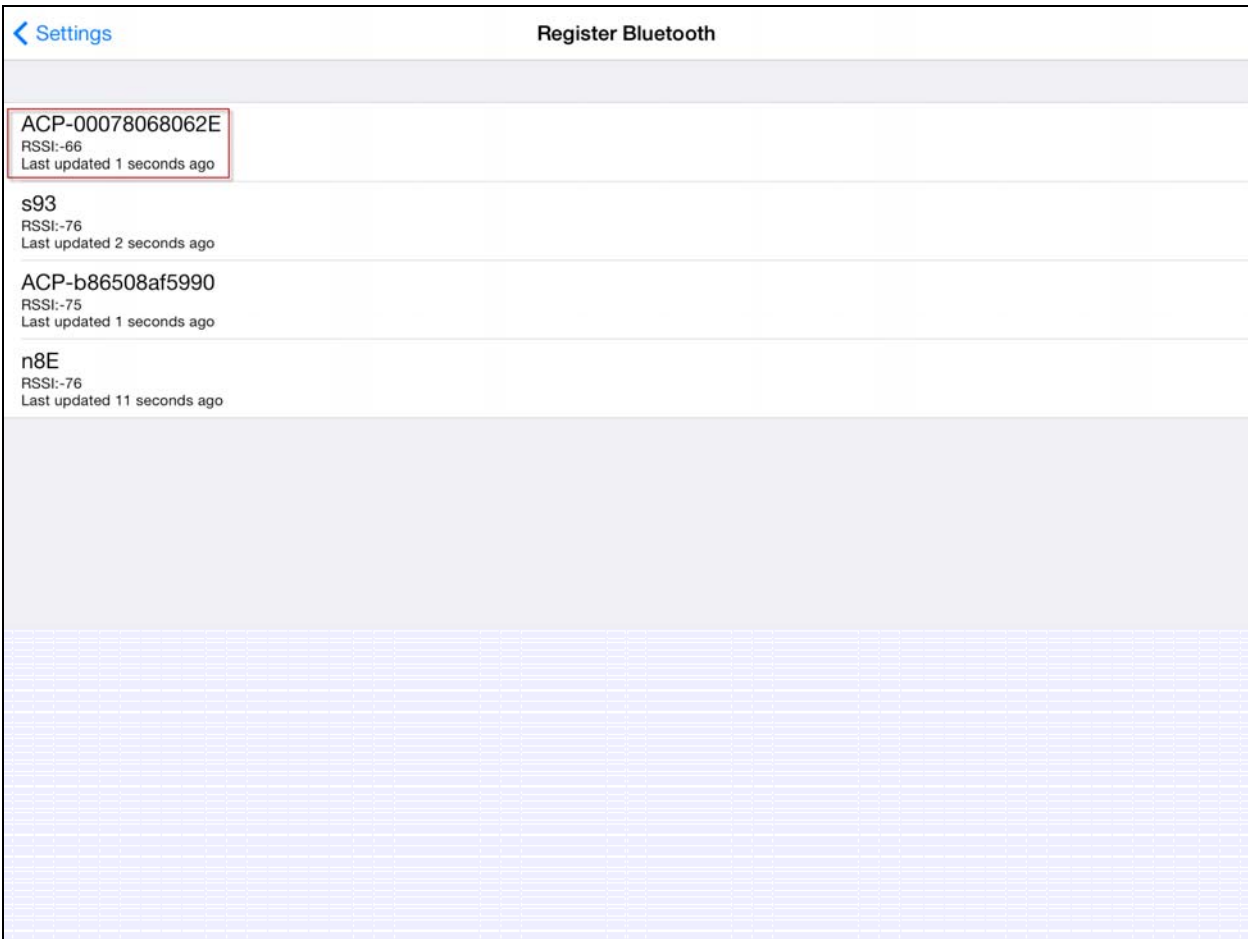 Settings
Register Bluetooth
ACP-00078068062E
RSSI:-66
Last updated 1 seconds ago
s93
RSSI:-76
Last updated 2 seconds ago
ACP-b86508af5990
RSSI:-75
Last updated 1 seconds ago
n8E
RSSI:-76
Last updated 11 seconds ago